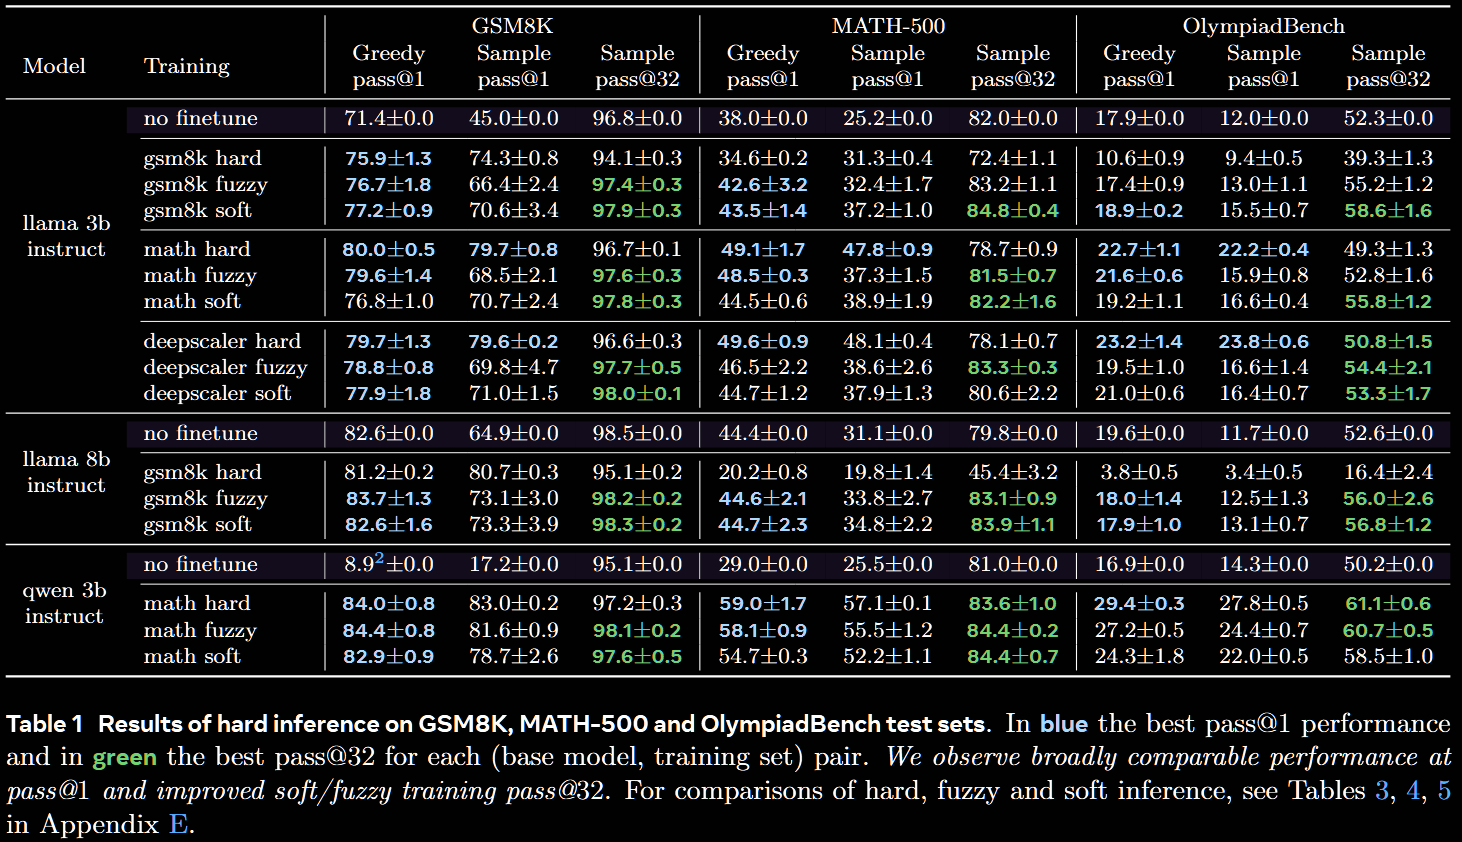 GSM8K MATH-500 OlympiadBench
Greedy Sample Sample Greedy Sample Sample Greedy Sample Sample
Model Training pass@1 pass@1 pass@32 pass@1 pass@1 pass@32 pass@1 pass@1 pass@32
no finetune 71.4±0.0 45.0±0.0 96.8±0.0 38.0±0.0 25.2±0.0 82.0±0.0 17.9±0.0 12.0±0.0 52.3±0.0
gsm8k hard 75.9±1.3 74.3±0.8 94.1±0.3 34.6±0.2 31.3±0.4 72.4±1.1 10.6±0.9 9.4±0.5 39.3±1.3
gsm8k fuzzy 76.7±1.8 66.4±2.4 97.4±0.3 42.6±3.2 32.4±1.7 83.2±1.1 17.4±0.9 13.0±1.1 55.2±1.2
llama 3b gsm8k soft 77.2±0.9 70.6±3.4 97.9±0.3 43.5±1.4 37.2±1.0 84.8±0.4 18.9±0.2 15.5±0.7 58.6±1.6
instruct math hard 80.0±0.5 79.7±0.8 96.7±0.1 49.1±1.7 47.8±0.9 78.7±0.9 22.7±1.1 22.2±0.4 49.3±1.3
math fuzzy 79.6±1.4 68.5±2.1 97.6±0.3 48.5±0.3 37.3±1.5 81.5±0.7 21.6±0.6 15.9±0.8 52.8±1.6
math soft 76.8±1.0 70.7±2.4 97.8±0.3 44.5±0.6 38.9±1.9 82.2±1.6 19.2±1.1 16.6±0.4 55.8±1.2
deepscaler hard 79.7±1.3 79.6±0.2 96.6±0.3 49.6±0.9 48.1±0.4 78.1±0.7 23.2±1.4 23.8±0.6 50.8±1.5
deepscaler fuzzy 78.8±0.8 69.8±4.7 97.7±0.5 46.5±2.2 38.6±2.6 83.3±0.3 19.5±1.0 16.6±1.4 54.4±2.1
deepscaler soft 77.9±1.8 71.0±1.5 98.0±0.1 44.7±1.2 37.9±1.3 80.6±2.2 21.0±0.6 16.4±0.7 53.3±1.7
no finetune 82.6±0.0 64.9±0.0 98.5±0.0 44.4±0.0 31.1±0.0 79.8±0.0 19.6±0.0 11.7±0.0 52.6±0.0
llama 8b gsm8k hard 81.2±0.2 80.7±0.3 95.1±0.2 20.2±0.8 19.8±1.4 45.4±3.2 3.8±0.5 3.4±0.5 16.4±2.4
instruct gsm8k fuzzy 83.7±1.3 73.1±3.0 98.2±0.2 44.6±2.1 33.8±2.7 83.1±0.9 18.0±1.4 12.5±1.3 56.0±2.6
gsm8k soft 82.6±1.6 73.3±3.9 98.3±0.2 44.7±2.3 34.8±2.2 83.9±1.1 17.9±1.0 13.1±0.7 56.8±1.2
no finetune 8.9²±0.0 17.2±0.0 95.1±0.0 29.0±0.0 25.5±0.0 81.0±0.0 16.9±0.0 14.3±0.0 50.2±0.0
qwen 3b math hard 84.0±0.8 83.0±0.2 97.2±0.3 59.0±1.7 57.1±0.1 83.6±1.0 29.4±0.3 27.8±0.5 61.1±0.6
instruct math fuzzy 84.4±0.8 81.6±0.9 98.1±0.2 58.1±0.9 55.5±1.2 84.4±0.2 27.2±0.5 24.4±0.7 60.7±0.5
math soft 82.9±0.9 78.7±2.6 97.6±0.5 54.7±0.3 52.2±1.1 84.4±0.7 24.3±1.8 22.0±0.5 58.5±1.0
Table 1 Results of hard inference on GSM8K, MATH-500 and OlympiadBench test sets. In blue the best pass@1 performance
and in green the best pass@32 for each (base model, training set) pair. We observe broadly comparable performance at
pass@1 and improved soft/fuzzy training pass@32. For comparisons of hard, fuzzy and soft inference, see Tables 3, 4, 5
in Appendix E.